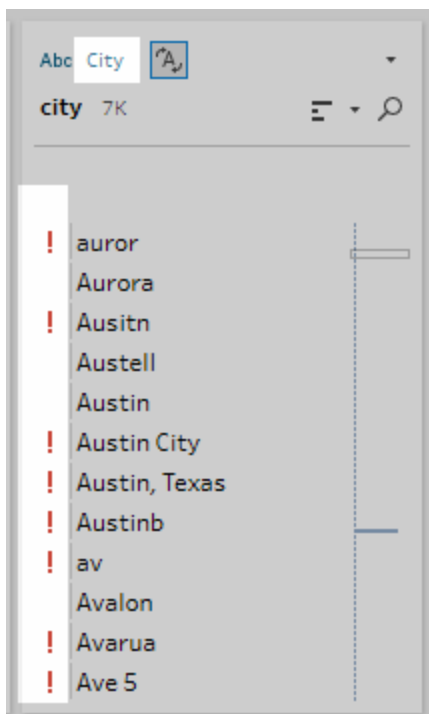 Abc City A
city 7K
! auror
Aurora
! Ausitn
Austell
Austin
! Austin City
! Austin, Texas
! Austinb
! av
Avalon
! Avarua
! Ave 5